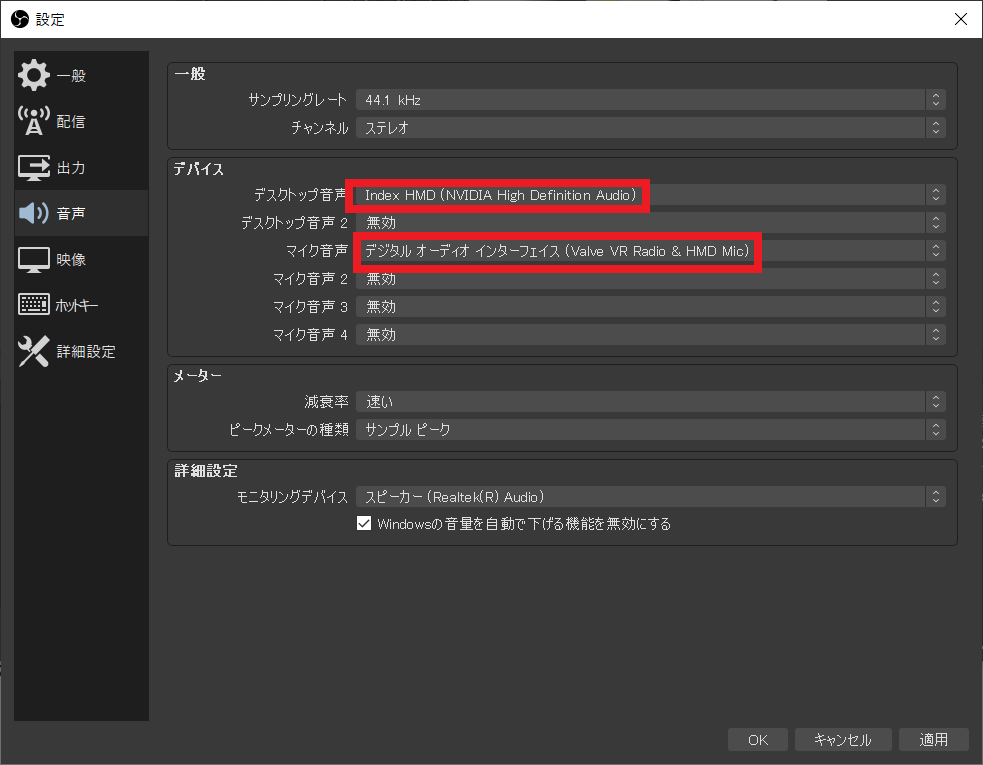 設定
一般
配信
出力
音声
映像
ホットキー
詳細設定
一般
サンプリングレート 44.1 kHz
チャンネル ステレオ
デバイス
デスクトップ音声 Index HMD (NVIDIA High Definition Audio)
デスクトップ音声 2 無効
マイク音声 デジタル オーディオ インターフェイス (Valve VR Radio & HMD Mic)
マイク音声 2 無効
マイク音声 3 無効
マイク音声 4 無効
メーター
減衰率 速い
ピークメーターの種類 サンプル ピーク
詳細設定
モニタリングデバイス スピーカー (Realtek(R) Audio)
Windowsの音量を自動で下げる機能を無効にする
OK キャンセル 適用